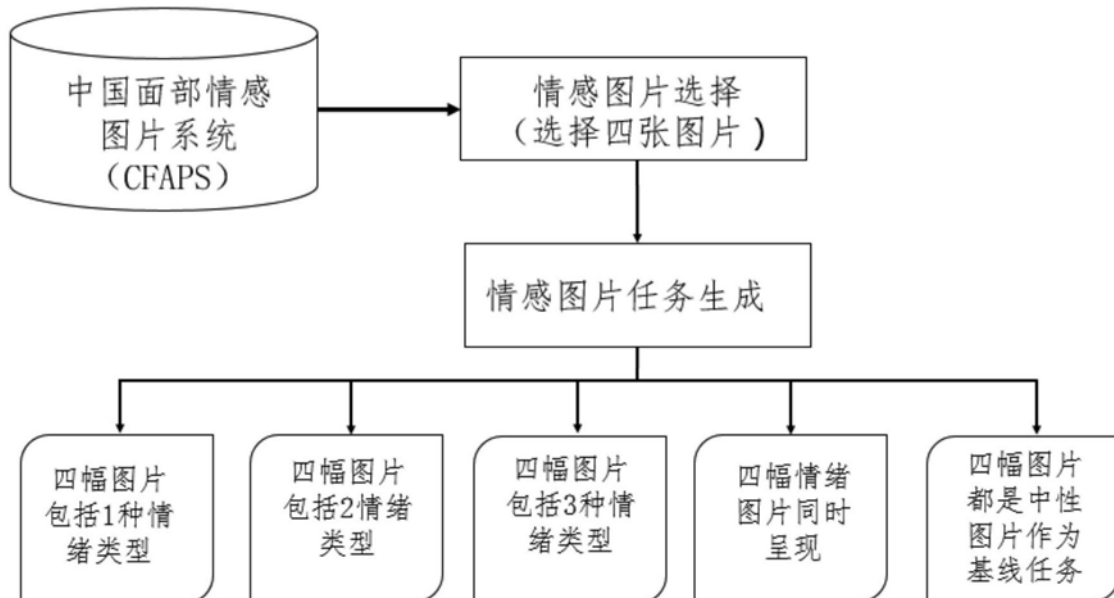 中国面部情感
图片系统
（CFAPS）
情感图片选择
（选择四张图片）
情感图片任务生成
四幅图片
包括1种情
绪类型
四幅图片
包括2情绪
类型
四幅图片
包括3种情
绪类型
四幅情绪
图片同时
呈现
四幅图片
都是中性
图片作为
基线任务